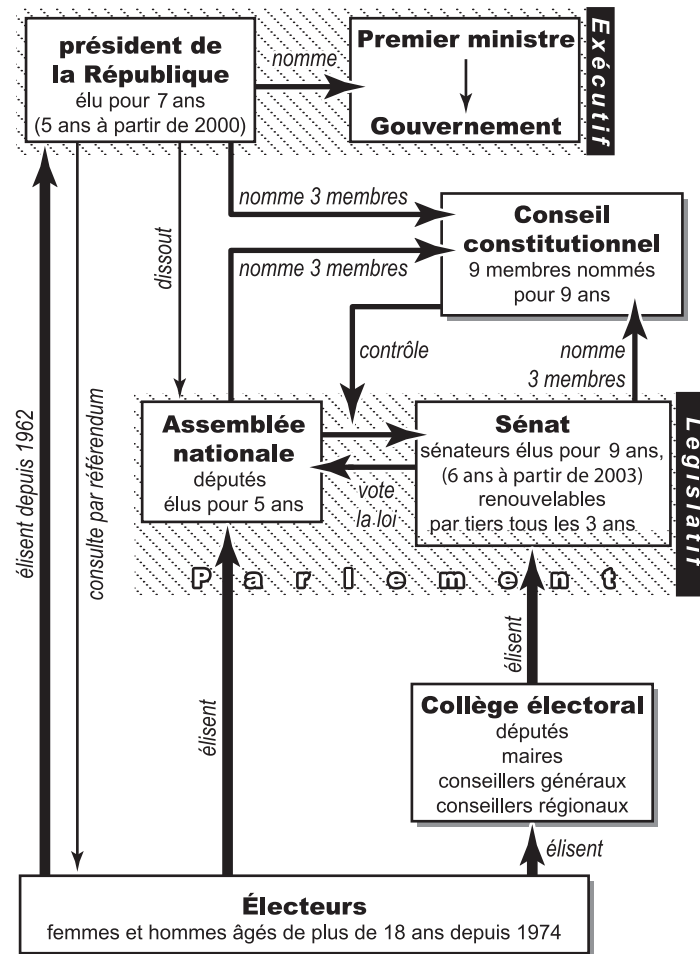 président de
la République
élu pour 7 ans
(5 ans à partir de 2000)
nomme
Premier ministre
Gouvernement
Exécutif
nomme 3 membres
dissout
nomme 3 membres
Conseil
constitutionnel
9 membres nommés
pour 9 ans
contrôle
nomme
3 membres
élisent depuis 1962
consulte par référendum
Assemblée
nationale
députés
élus pour 5 ans
vote
la loi
Sénat
sénateurs élus pour 9 ans,
(6 ans à partir de 2003)
renouvelables
par tiers tous les 3 ans
Législatif
Parlement
élisent
élisent
Collège électoral
députés
maires
conseillers généraux
conseillers régionaux
élisent
Électeurs
femmes et hommes âgés de plus de 18 ans depuis 1974